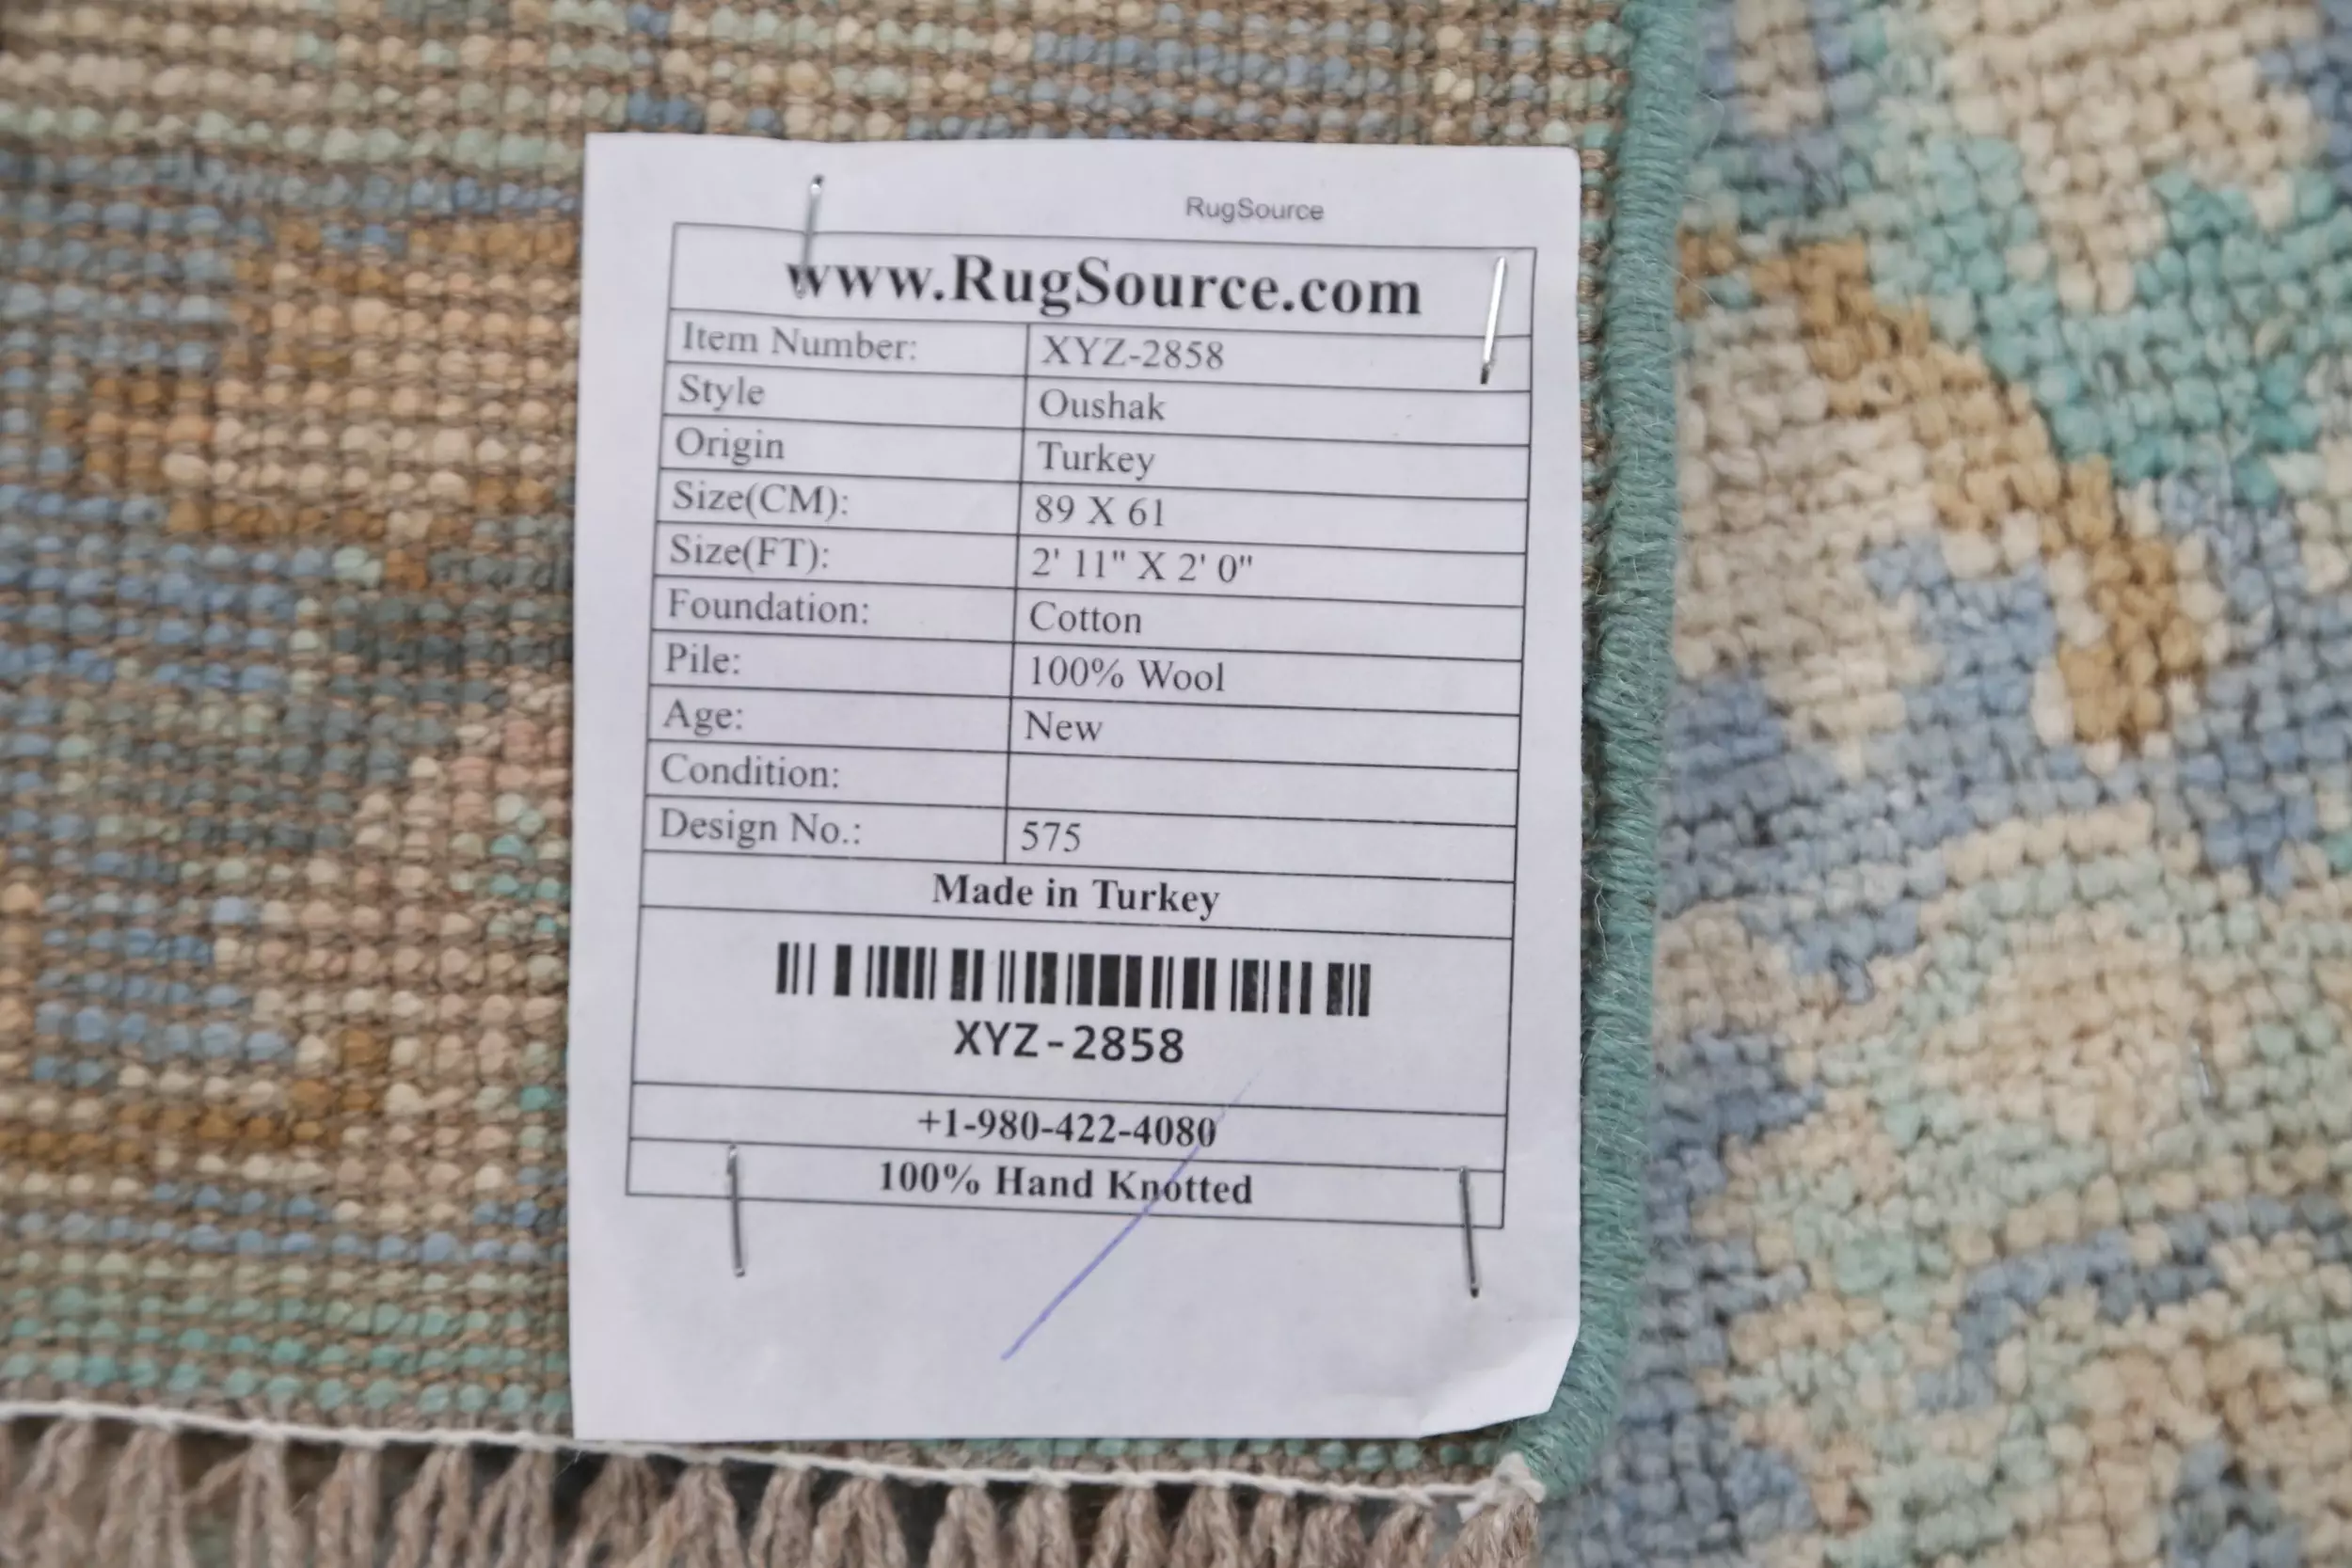 RugSource
www.RugSource.com
Item Number: XYZ-2858
Style Oushak
Origin Turkey
Size(CM): 89 X 61
Size(FT): 2' 11" X 2' 0"
Foundation: Cotton
Pile: 100% Wool
Age: New
Condition:
Design No.: 575
Made in Turkey
XYZ-2858
+1-980-422-4080
100% Hand Knotted